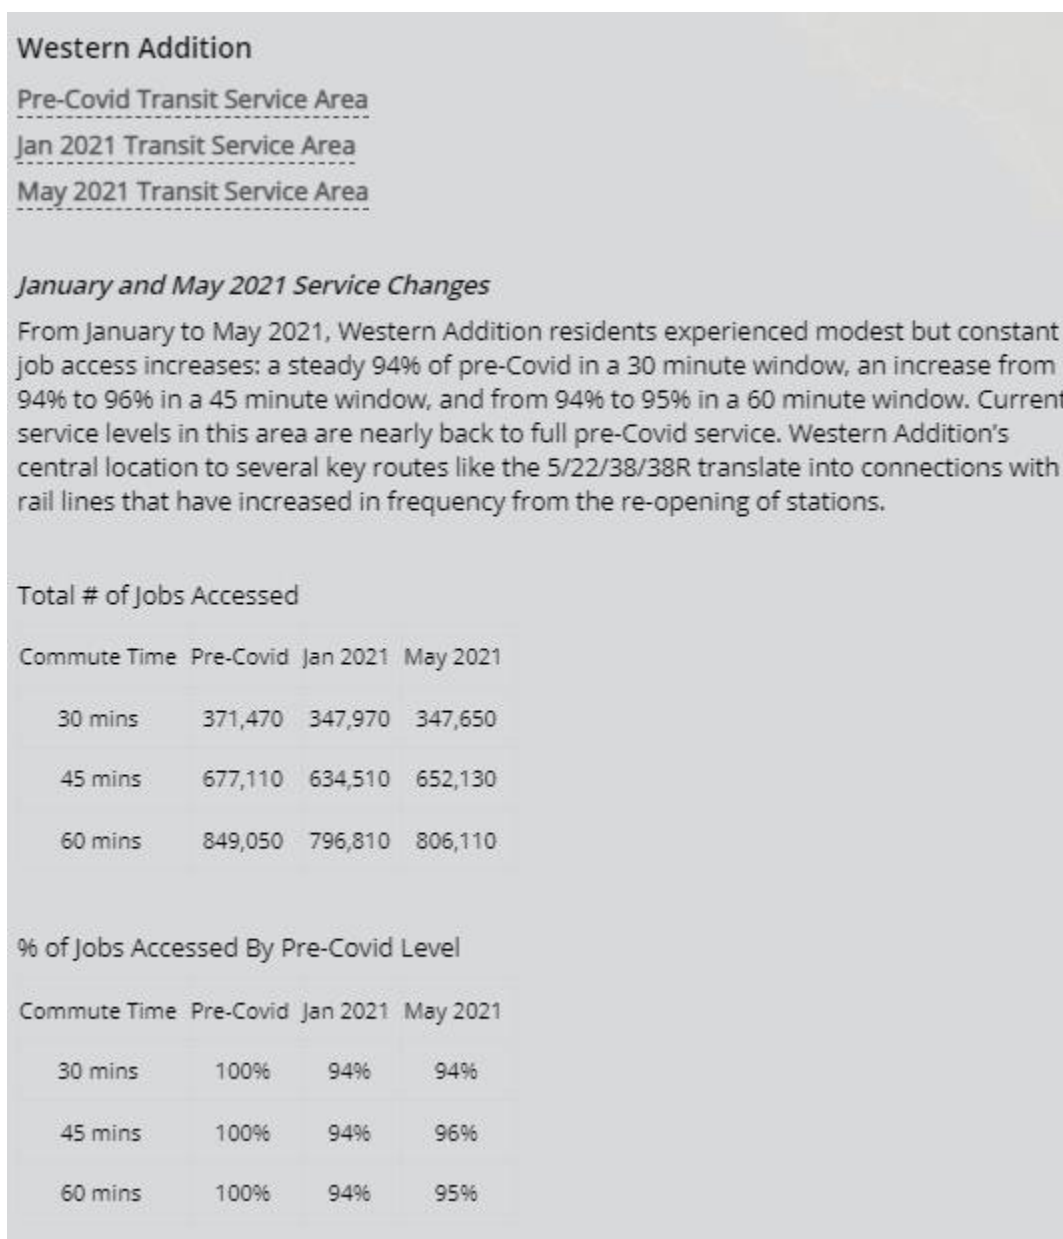 Western Addition
Pre-Covid Transit Service Area
Jan 2021 Transit Service Area
May 2021 Transit Service Area
January and May 2021 Service Changes
From January to May 2021, Western Addition residents experienced modest but constant
job access increases: a steady 94% of pre-Covid in a 30 minute window, an increase from
94% to 96% in a 45 minute window, and from 94% to 95% in a 60 minute window. Current
service levels in this area are nearly back to full pre-Covid service. Western Addition's
central location to several key routes like the 5/22/38/38R translate into connections with
rail lines that have increased in frequency from the re-opening of stations.
Total # of Jobs Accessed
Commute Time Pre-Covid Jan 2021 May 2021
30 mins 371,470 347,970 347,650
45 mins 677,110 634,510 652,130
60 mins 849,050 796,810 806,110
% of Jobs Accessed By Pre-Covid Level
Commute Time Pre-Covid Jan 2021 May 2021
30 mins 100% 94% 94%
45 mins 100% 94% 96%
60 mins 100% 94% 95%